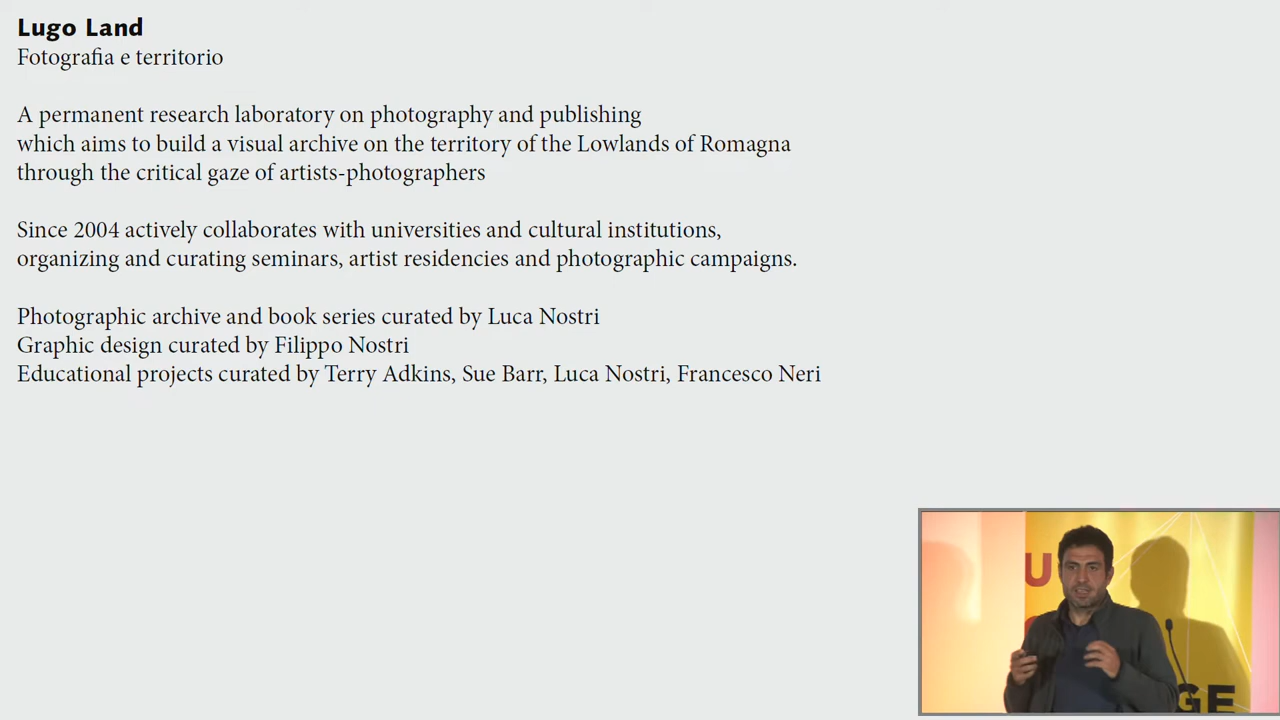 Lugo Land
Fotografia e territorio
A permanent research laboratory on photography and publishing
which aims to build a visual archive on the territory of the Lowlands of Romagna
through the critical gaze of artists-photographers
Since 2004 actively collaborates with universities and cultural institutions,
organizing and curating seminars, artist residencies and photographic campaigns.
Photographic archive and book series curated by Luca Nostri
Graphic design curated by Filippo Nostri
Educational projects curated by Terry Adkins, Sue Barr, Luca Nostri, Francesco Neri
U
GE